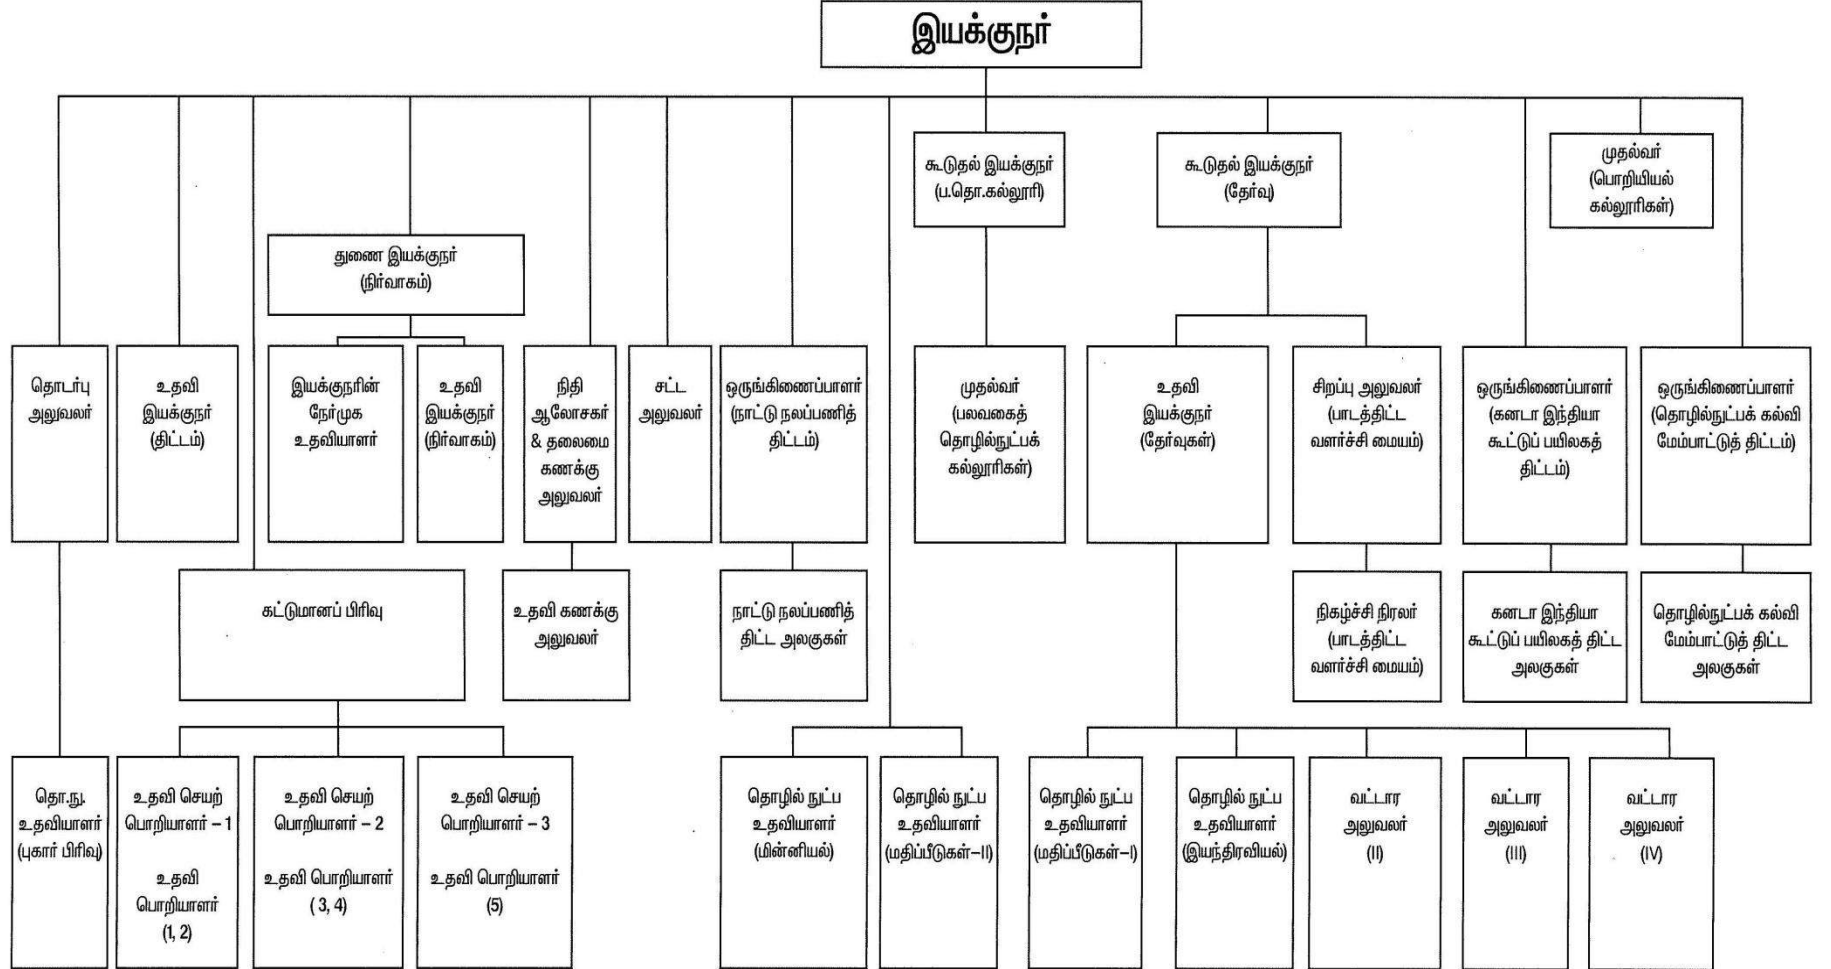 இயக்குநர்
கூடுதல் இயக்குநர்
(ப.தொ.கல்லூரி)
கூடுதல் இயக்குநர்
(தேர்வு)
முதல்வர்
(பொறியியல்
கல்லூரிகள்)
துணை இயக்குநர்
(நிர்வாகம்)
தொடர்பு
அலுவலர்
உதவி
இயக்குநர்
(திட்டம்)
இயக்குநரின்
நேர்முக
உதவியாளர்
உதவி
இயக்குநர்
(நிர்வாகம்)
நிதி
ஆலோசகர்
& தலைமை
கணக்கு
அலுவலர்
சட்ட
அலுவலர்
ஒருங்கிணைப்பாளர்
(நாட்டு நலப்பணித்
திட்டம்)
முதல்வர்
(பலவகைத்
தொழில்நுட்பக்
கல்லூரிகள்)
உதவி
இயக்குநர்
(தேர்வுகள்)
சிறப்பு அலுவலர்
(பாடத்திட்ட
வளர்ச்சி மையம்)
ஒருங்கிணைப்பாளர்
(கனடா இந்தியா
கூட்டுப் பயிலகத்
திட்டம்)
ஒருங்கிணைப்பாளர்
(தொழில்நுட்பக் கல்வி
மேம்பாட்டுத் திட்டம்)
கட்டுமானப் பிரிவு
உதவி கணக்கு
அலுவலர்
நாட்டு நலப்பணித்
திட்ட அலகுகள்
நிகழ்ச்சி நிரலர்
(பாடத்திட்ட
வளர்ச்சி மையம்)
கனடா இந்தியா
கூட்டுப் பயிலகத் திட்ட
அலகுகள்
தொழில்நுட்பக் கல்வி
மேம்பாட்டுத் திட்ட
அலகுகள்
தொ.நு.
உதவியாளர்
(புகார் பிரிவு)
உதவி செயற்
பொறியாளர் – 1
உதவி
பொறியாளர்
(1, 2)
உதவி செயற்
பொறியாளர் – 2
உதவி பொறியாளர்
( 3, 4)
உதவி செயற்
பொறியாளர் – 3
உதவி பொறியாளர்
(5)
தொழில் நுட்ப
உதவியாளர்
(மின்னியல்)
தொழில் நுட்ப
உதவியாளர்
(மதிப்பீடுகள்–II)
தொழில் நுட்ப
உதவியாளர்
(மதிப்பீடுகள்–I)
தொழில் நுட்ப
உதவியாளர்
(இயந்திரவியல்)
வட்டார
அலுவலர்
(II)
வட்டார
அலுவலர்
(III)
வட்டார
அலுவலர்
(IV)